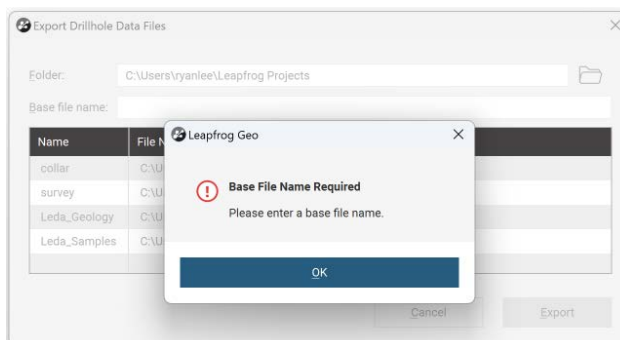 Export Drillhole Data Files
Folder: C:\Users\ryanlee\Leapfrog Projects
Base file name:
Leapfrog Geo
Name File N
Base File Name Required
Please enter a base file name.
collar C:\U
survey C:\U
Leda_Geology C:\U
Leda_Samples C:\U
OK
Cancel Export